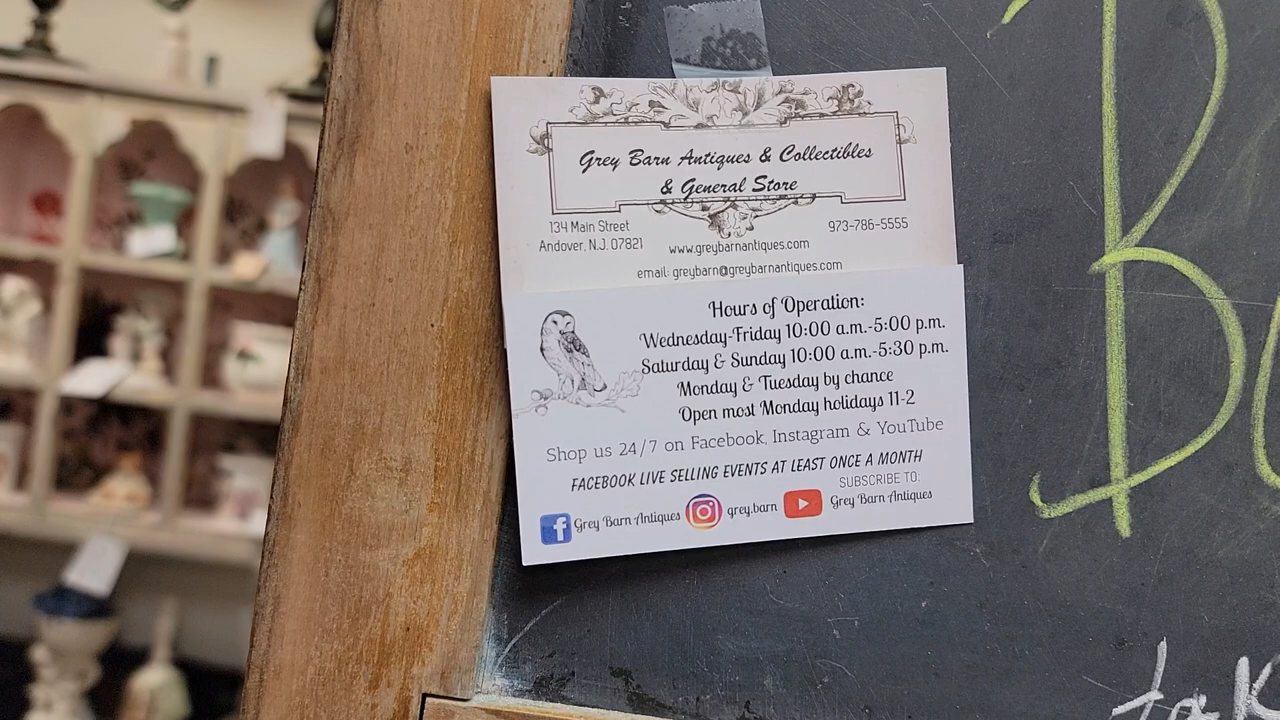 Grey Barn Antiques & Collectibles
& General Store
134 Main Street
Andover, N.J. 07821
973-786-5555
www.greybarnantiques.com
email: greybarn@greybarnantiques.com
Hours of Operation:
Wednesday-Friday 10:00 a.m.-5:00 p.m.
Saturday & Sunday 10:00 a.m.-5:30 p.m.
Monday & Tuesday by chance
Open most Monday holidays 11-2
Shop us 24/7 on Facebook, Instagram & YouTube
FACEBOOK LIVE SELLING EVENTS AT LEAST ONCE A MONTH
Grey Barn Antiques
grey.barn
SUBSCRIBE TO:
Grey Barn Antiques